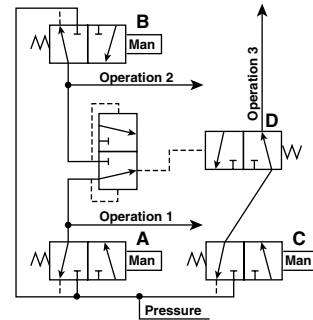 B
Man
Operation 2
Operation 3
D
Operation 1
A
C
Man
Man
Pressure